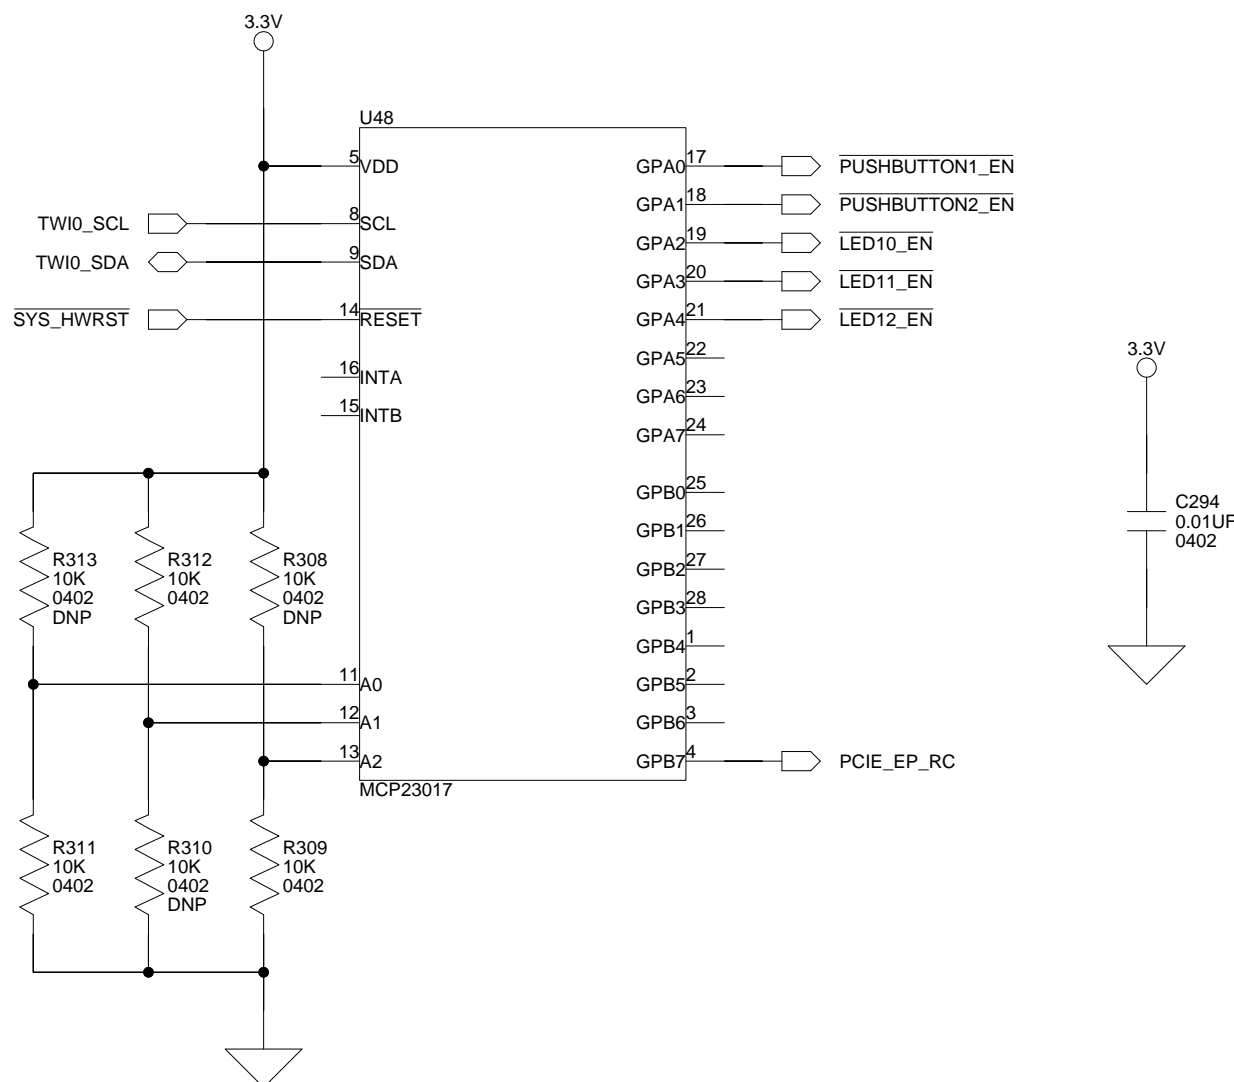 3.3V
U48
5 VDD
GPA0 17
PUSHBUTTON1_EN
GPA1 18
PUSHBUTTON2_EN
TWI0_SCL
8 SCL
GPA2 19
LED10_EN
TWI0_SDA
9 SDA
GPA3 20
LED11_EN
SYS_HWRST
14 RESET
GPA4 21
LED12_EN
GPA5 22
16 INTA
GPA6 23
15 INTB
GPA7 24
3.3V
GPB0 25
GPB1 26
GPB2 27
GPB3 28
GPB4 1
GPB5 2
GPB6 3
GPB7 4
PCIE_EP_RC
C294
0.01UF
0402
R313
10K
0402
DNP
R312
10K
0402
R308
10K
0402
DNP
11 A0
12 A1
13 A2
MCP23017
R311
10K
0402
R310
10K
0402
DNP
R309
10K
0402